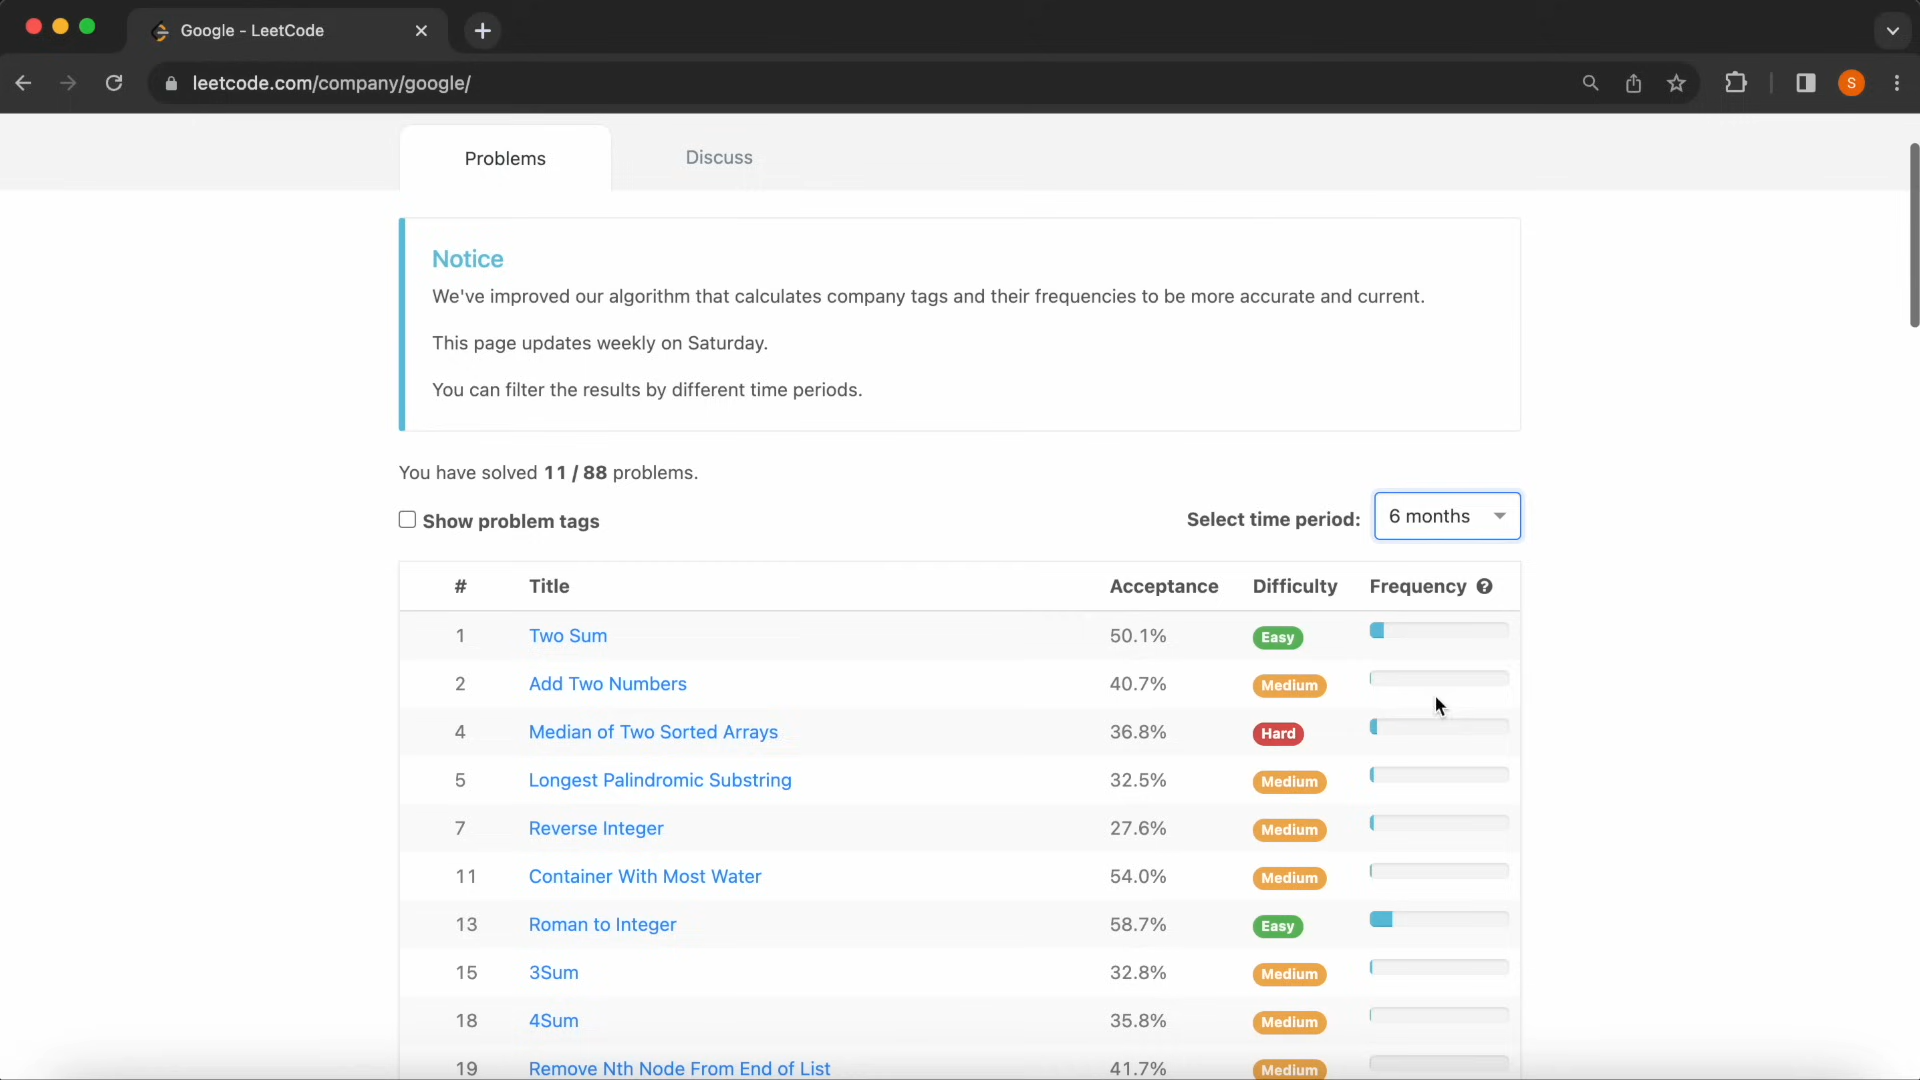 Google - LeetCode
leetcode.com/company/google/
S
Problems
Discuss
Notice
We've improved our algorithm that calculates company tags and their frequencies to be more accurate and current.
This page updates weekly on Saturday.
You can filter the results by different time periods.
You have solved 11 / 88 problems.
Show problem tags
Select time period: 6 months
# Title Acceptance Difficulty Frequency ?
1 Two Sum 50.1% Easy
2 Add Two Numbers 40.7% Medium
4 Median of Two Sorted Arrays 36.8% Hard
5 Longest Palindromic Substring 32.5% Medium
7 Reverse Integer 27.6% Medium
11 Container With Most Water 54.0% Medium
13 Roman to Integer 58.7% Easy
15 3Sum 32.8% Medium
18 4Sum 35.8% Medium
19 Remove Nth Node From End of List 41.7% Medium